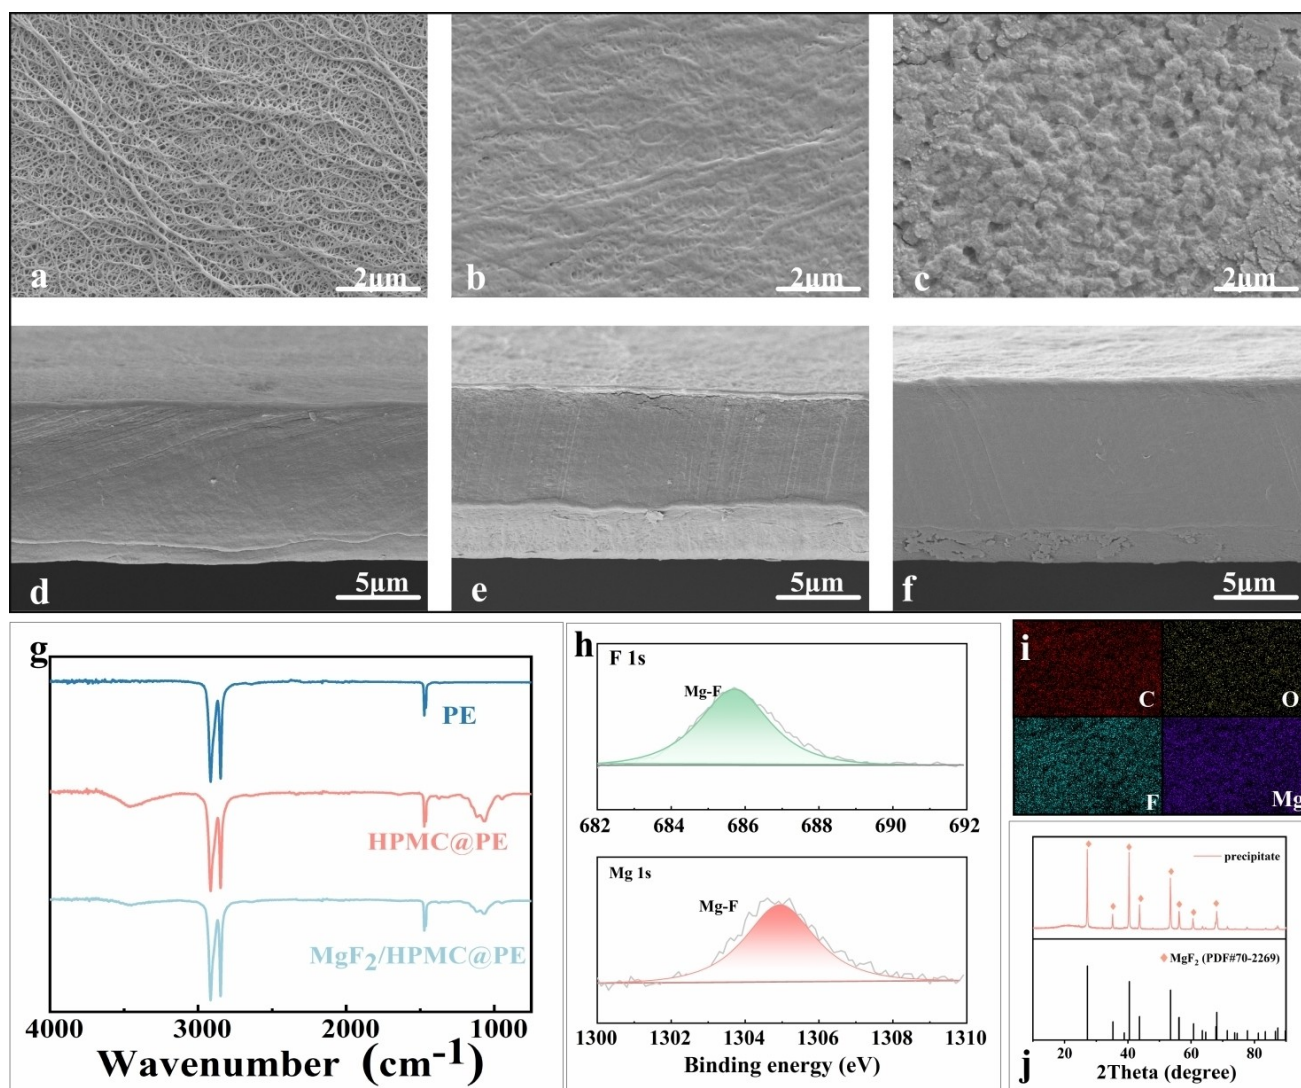 a
2μm
b
2μm
c
2μm
d
5μm
e
5μm
f
5μm
g
PE
HPMC@PE
MgF₂/HPMC@PE
4000 3000 2000 1000
Wavenumber (cm⁻¹)
h
F 1s
Mg-F
682 684 686 688 690 692
Mg 1s
Mg-F
1300 1302 1304 1306 1308 1310
Binding energy (eV)
i
C
O
F
Mg
precipitate
MgF₂ (PDF#70-2269)
20 40 60 80
j
2Theta (degree)